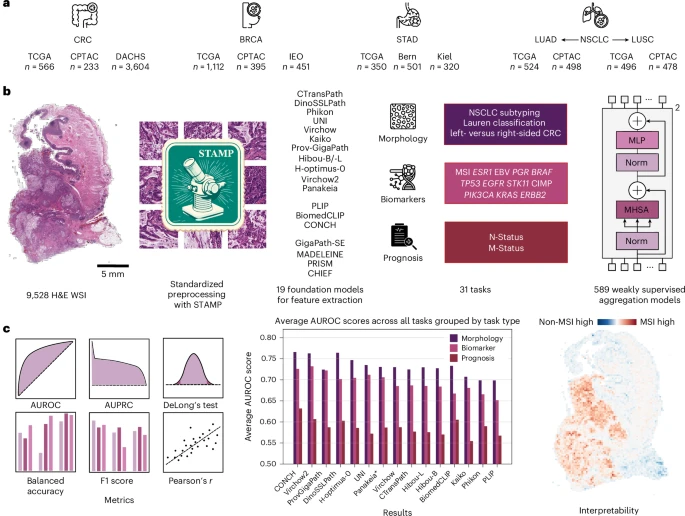 a
CRC
BRCA
STAD
LUAD NSCLC LUSC
TCGA CPTAC DACHS
n = 566 n = 233 n = 3,604
TCGA CPTAC IEO
n = 1,112 n = 395 n = 451
TCGA Bern Kiel
n = 350 n = 501 n = 320
TCGA CPTAC TCGA CPTAC
n = 524 n = 498 n = 496 n = 478
b
5 mm
9,528 H&E WSI
STAMP
Standardized
preprocessing
with STAMP
CTransPath
DinoSSLPath
Phikon
UNI
Virchow
Kaiko
Prov-GigaPath
Hibou-B/-L
H-optimus-0
Virchow2
Panakeia
PLIP
BiomedCLIP
CONCH
GigaPath-SE
MADELEINE
PRISM
CHIEF
19 foundation models
for feature extraction
Morphology
NSCLC subtyping
Lauren classification
left- versus right-sided CRC
Biomarkers
MSI ESR1 EBV PGR BRAF
TP53 EGFR STK11 CIMP
PIK3CA KRAS ERBB2
Prognosis
N-Status
M-Status
31 tasks
2
+
MLP
Norm
+
MHSA
Norm
589 weakly supervised
aggregation models
c
AUROC
AUPRC
DeLong's test
Balanced
accuracy
F1 score
Pearson's r
Metrics
Average AUROC scores across all tasks grouped by task type
Average AUROC score
0.80
0.75
0.70
0.65
0.60
0.55
0.50
Morphology
Biomarker
Prognosis
CONCH
Virchow2
ProvGigaPath
DinoSSLPath
H-optimus-0
UNI
Panakeia*
Virchow
CTransPath
Hibou-L
Hibou-B
BiomedCLIP
Kaiko
Phikon
PLIP
Results
Non-MSI high MSI high
Interpretability